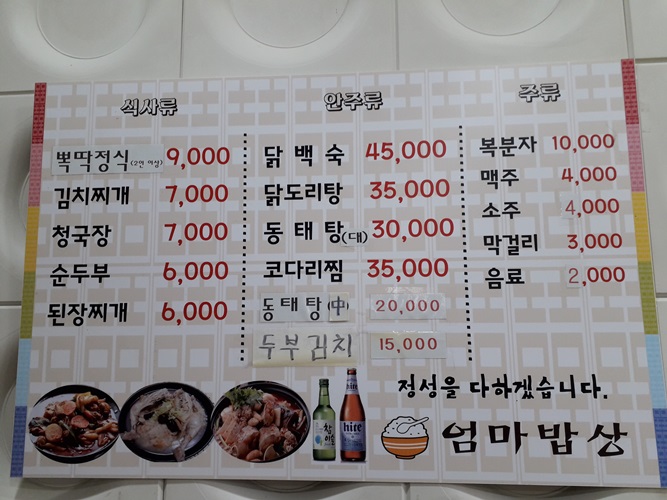 식사류
뽁딱정식(2인 이상) 9,000
김치찌개 7,000
청국장 7,000
순두부 6,000
된장찌개 6,000
안주류
닭백숙 45,000
닭도리탕 35,000
동태탕(대) 30,000
코다리찜 35,000
동태탕(中) 20,000
두부김치 15,000
주류
복분자 10,000
맥주 4,000
소주 4,000
막걸리 3,000
음료 2,000
정성을 다하겠습니다.
엄마밥상
hite